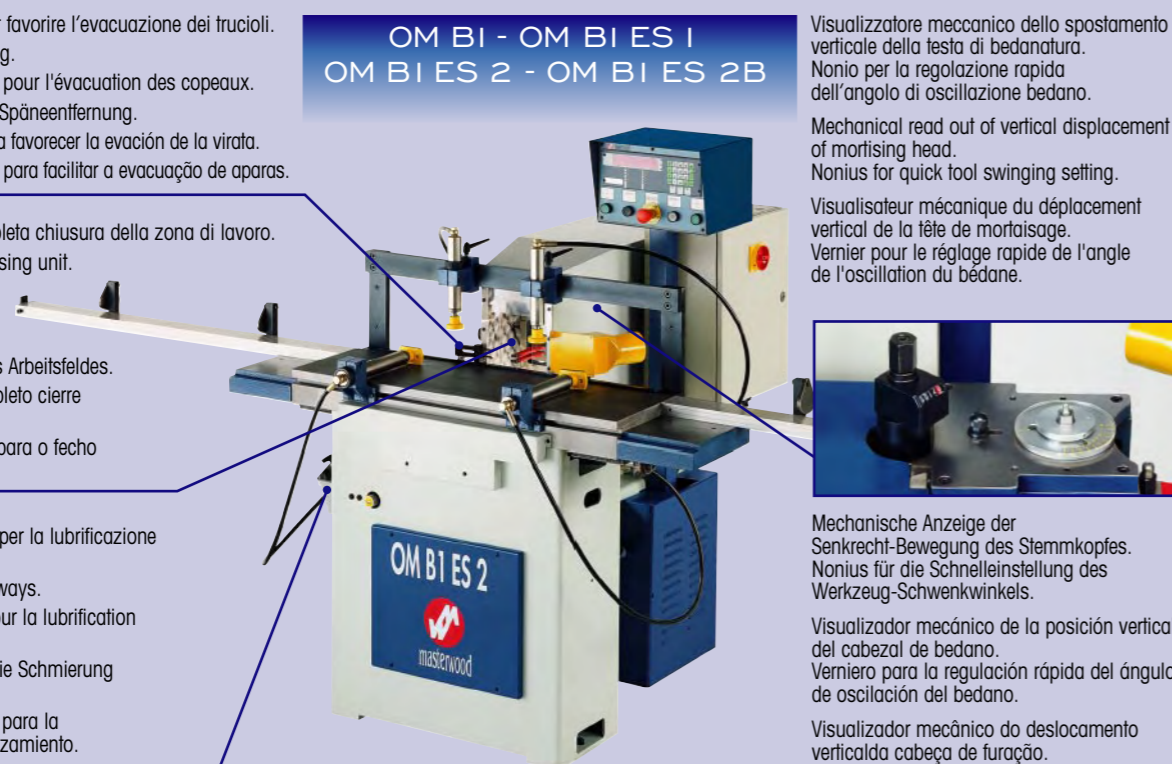 favorire l’evacuazione dei trucioli.
pour l'évacuation des copeaux.
Späneentfernung.
favorecer la evación de la virata.
para facilitar a evacuação de aparas.
chiusura della zona di lavoro.
unit.
Arbeitsfeldes.
cierre
para o fecho
per la lubrificazione
la lubrification
Schmierung
para la
OM B1 - OM B1 ES 1
OM B1 ES 2 - OM B1 ES 2B
OM B1 ES 2
masterwood
Visualizzatore meccanico dello spostamento
verticale della testa di bedanatura.
Nonio per la regolazione rapida
dell’angolo di oscillazione bedano.
Mechanical read out of vertical displacement
of mortising head.
Nonius for quick tool swinging setting.
Visualisateur mécanique du déplacement
vertical de la tête de mortaisage.
Vernier pour le réglage rapide de l'angle
de l'oscillation du bédane.
Mechanische Anzeige der
Senkrecht-Bewegung des Stemmkopfes.
Nonius für die Schnelleinstellung des
Werkzeug-Schwenkwinkels.
Visualizador mecánico de la posición vertica
del cabezal de bedano.
Verniero para la regulación rápida del ángulo
de oscilación del bedano.
Visualizador mecânico do deslocamento
verticalda cabeça de furação.